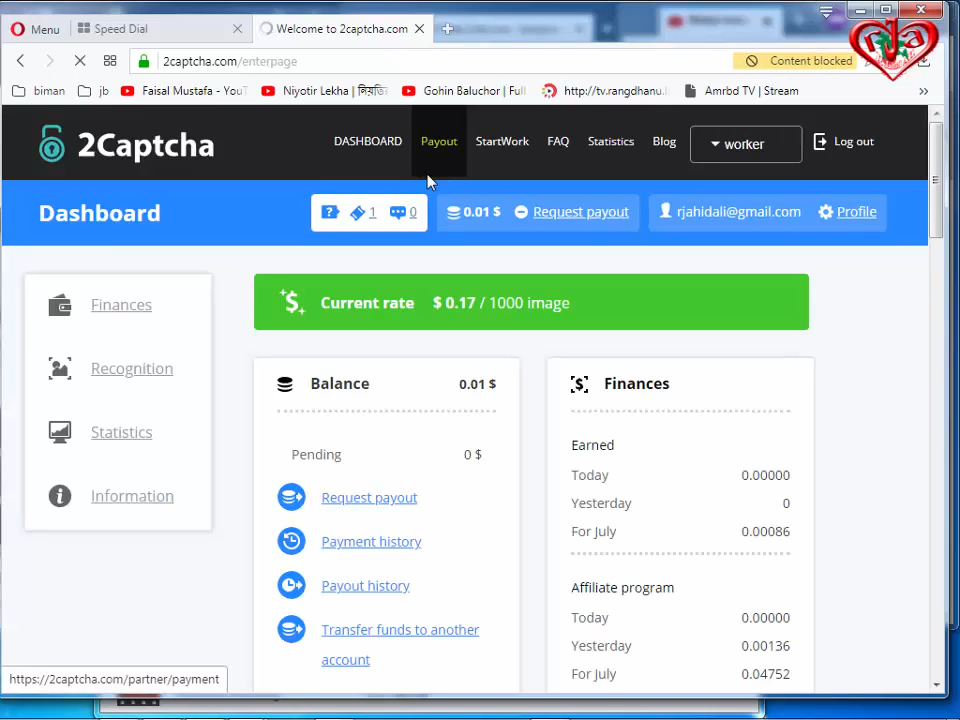 Menu Speed Dial Welcome to 2captcha.com
2captcha.com/enterpage Content blocked
biman jb Faisal Mustafa - YouT Niyotir Lekha | নিয়তির Gohin Baluchor | Full http://tv.rangdhanu.l Amrbd TV | Stream »
2Captcha DASHBOARD Payout StartWork FAQ Statistics Blog worker Log out
Dashboard 1 0 0.01 $ Request payout rjahidali@gmail.com Profile
Finances
Recognition
Statistics
Information
Current rate $ 0.17 / 1000 image
Balance 0.01 $
Pending 0 $
Request payout
Payment history
Payout history
Transfer funds to another
account
Finances
Earned
Today 0.00000
Yesterday 0
For July 0.00086
Affiliate program
Today 0.00000
Yesterday 0.00136
For July 0.04752
https://2captcha.com/partner/payment
rja